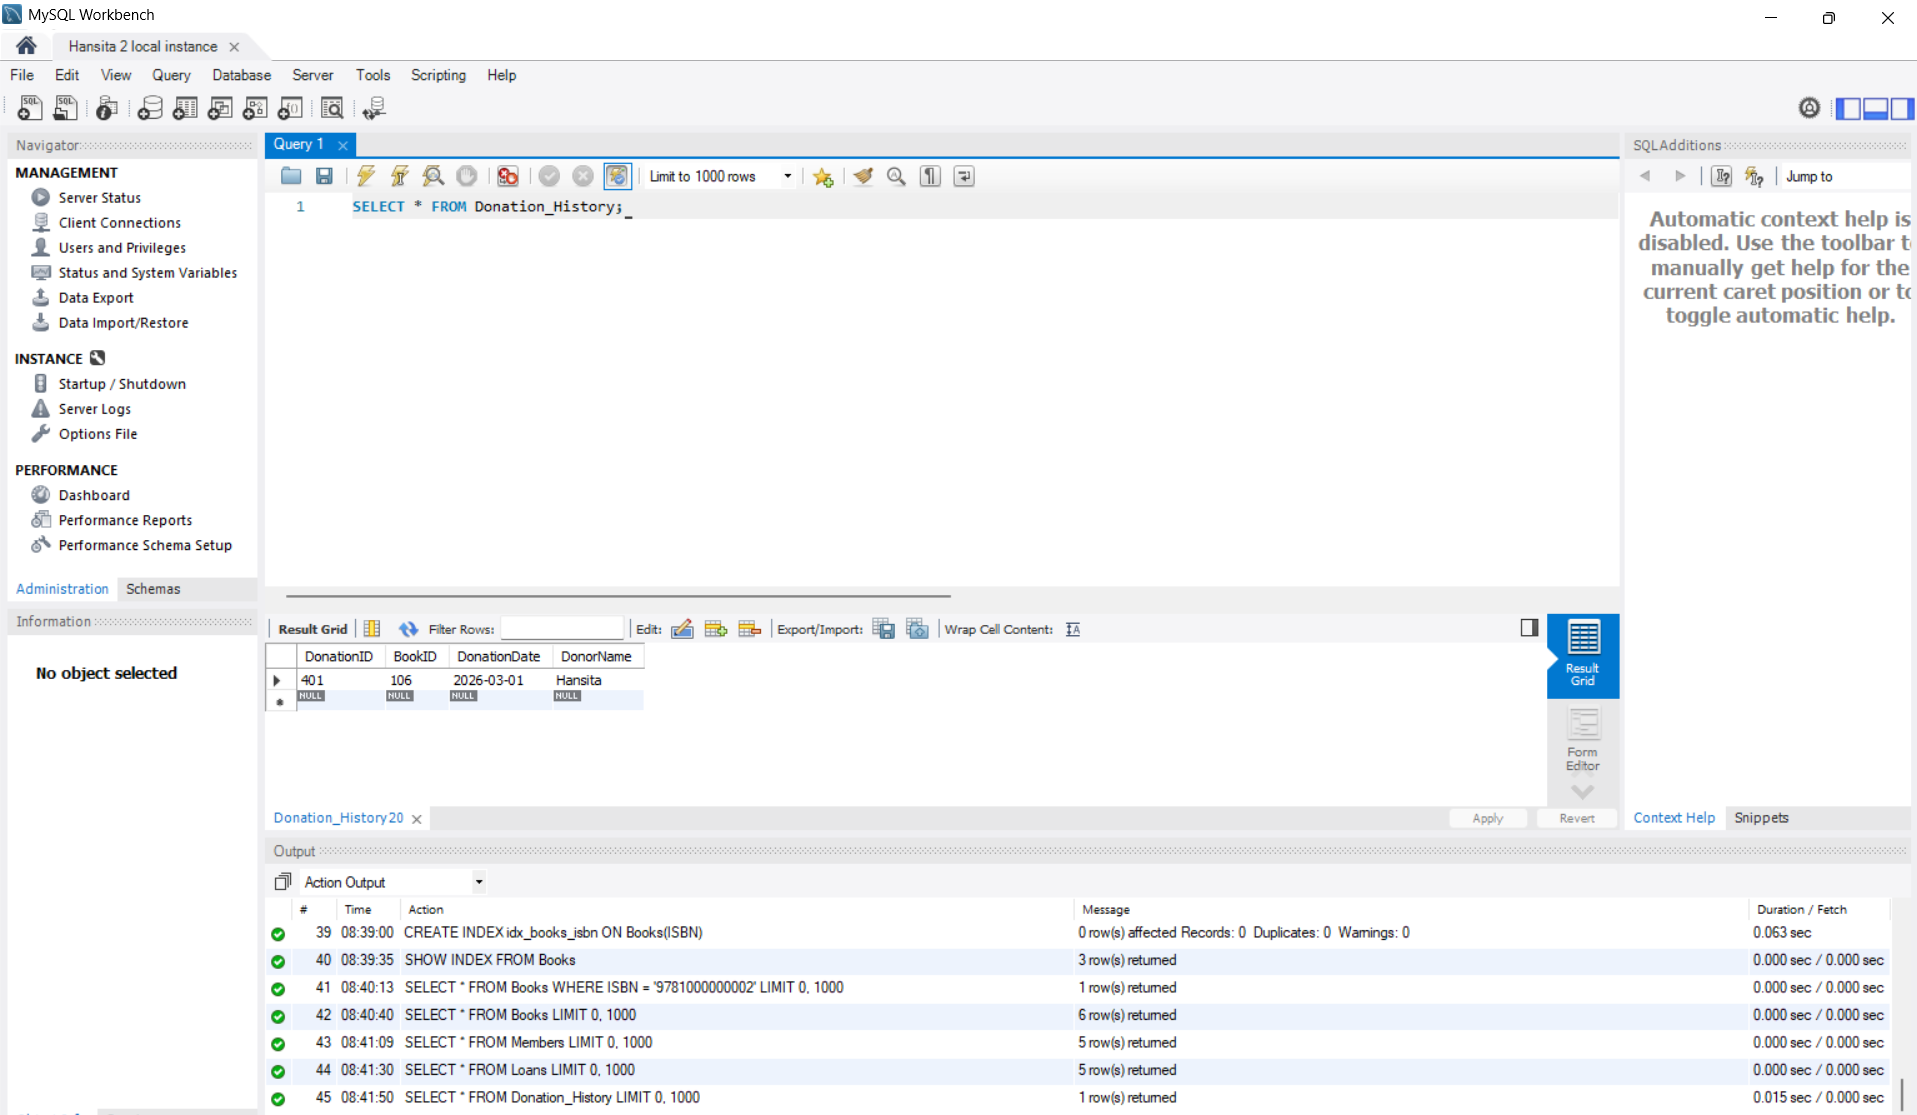 MySQL Workbench
Hansita 2 local instance
File Edit View Query Database Server Tools Scripting Help
Navigator
MANAGEMENT
Server Status
Client Connections
Users and Privileges
Status and System Variables
Data Export
Data Import/Restore
INSTANCE
Startup / Shutdown
Server Logs
Options File
PERFORMANCE
Dashboard
Performance Reports
Performance Schema Setup
Administration Schemas
Information
No object selected
Query 1
Limit to 1000 rows
1 SELECT * FROM Donation_History;
Result Grid Filter Rows: Edit: Export/Import: Wrap Cell Content:
DonationID BookID DonationDate DonorName
401 106 2026-03-01 Hansita
NULL NULL NULL NULL
Result
Grid
Form
Editor
Donation_History 20
Apply Revert
SQLAdditions
Jump to
Automatic context help is
disabled. Use the toolbar
manually get help for the
current caret position or
toggle automatic help.
Context Help Snippets
Output
Action Output
# Time Action Message Duration / Fetch
39 08:39:00 CREATE INDEX idx_books_isbn ON Books(ISBN) 0 row(s) affected Records: 0 Duplicates: 0 Warnings: 0 0.063 sec
40 08:39:35 SHOW INDEX FROM Books 3 row(s) returned 0.000 sec / 0.000 sec
41 08:40:13 SELECT * FROM Books WHERE ISBN = '9781000000002' LIMIT 0, 1000 1 row(s) returned 0.000 sec / 0.000 sec
42 08:40:40 SELECT * FROM Books LIMIT 0, 1000 6 row(s) returned 0.000 sec / 0.000 sec
43 08:41:09 SELECT * FROM Members LIMIT 0, 1000 5 row(s) returned 0.000 sec / 0.000 sec
44 08:41:30 SELECT * FROM Loans LIMIT 0, 1000 5 row(s) returned 0.000 sec / 0.000 sec
45 08:41:50 SELECT * FROM Donation_History LIMIT 0, 1000 1 row(s) returned 0.015 sec / 0.000 sec